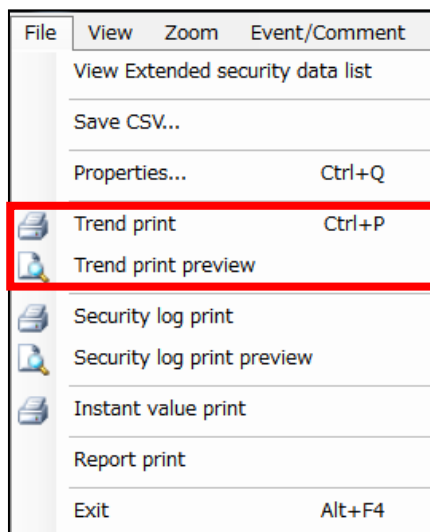 File View Zoom Event/Comment
View Extended security data list
Save CSV...
Properties... Ctrl+Q
Trend print Ctrl+P
Trend print preview
Security log print
Security log print preview
Instant value print
Report print
Exit Alt+F4